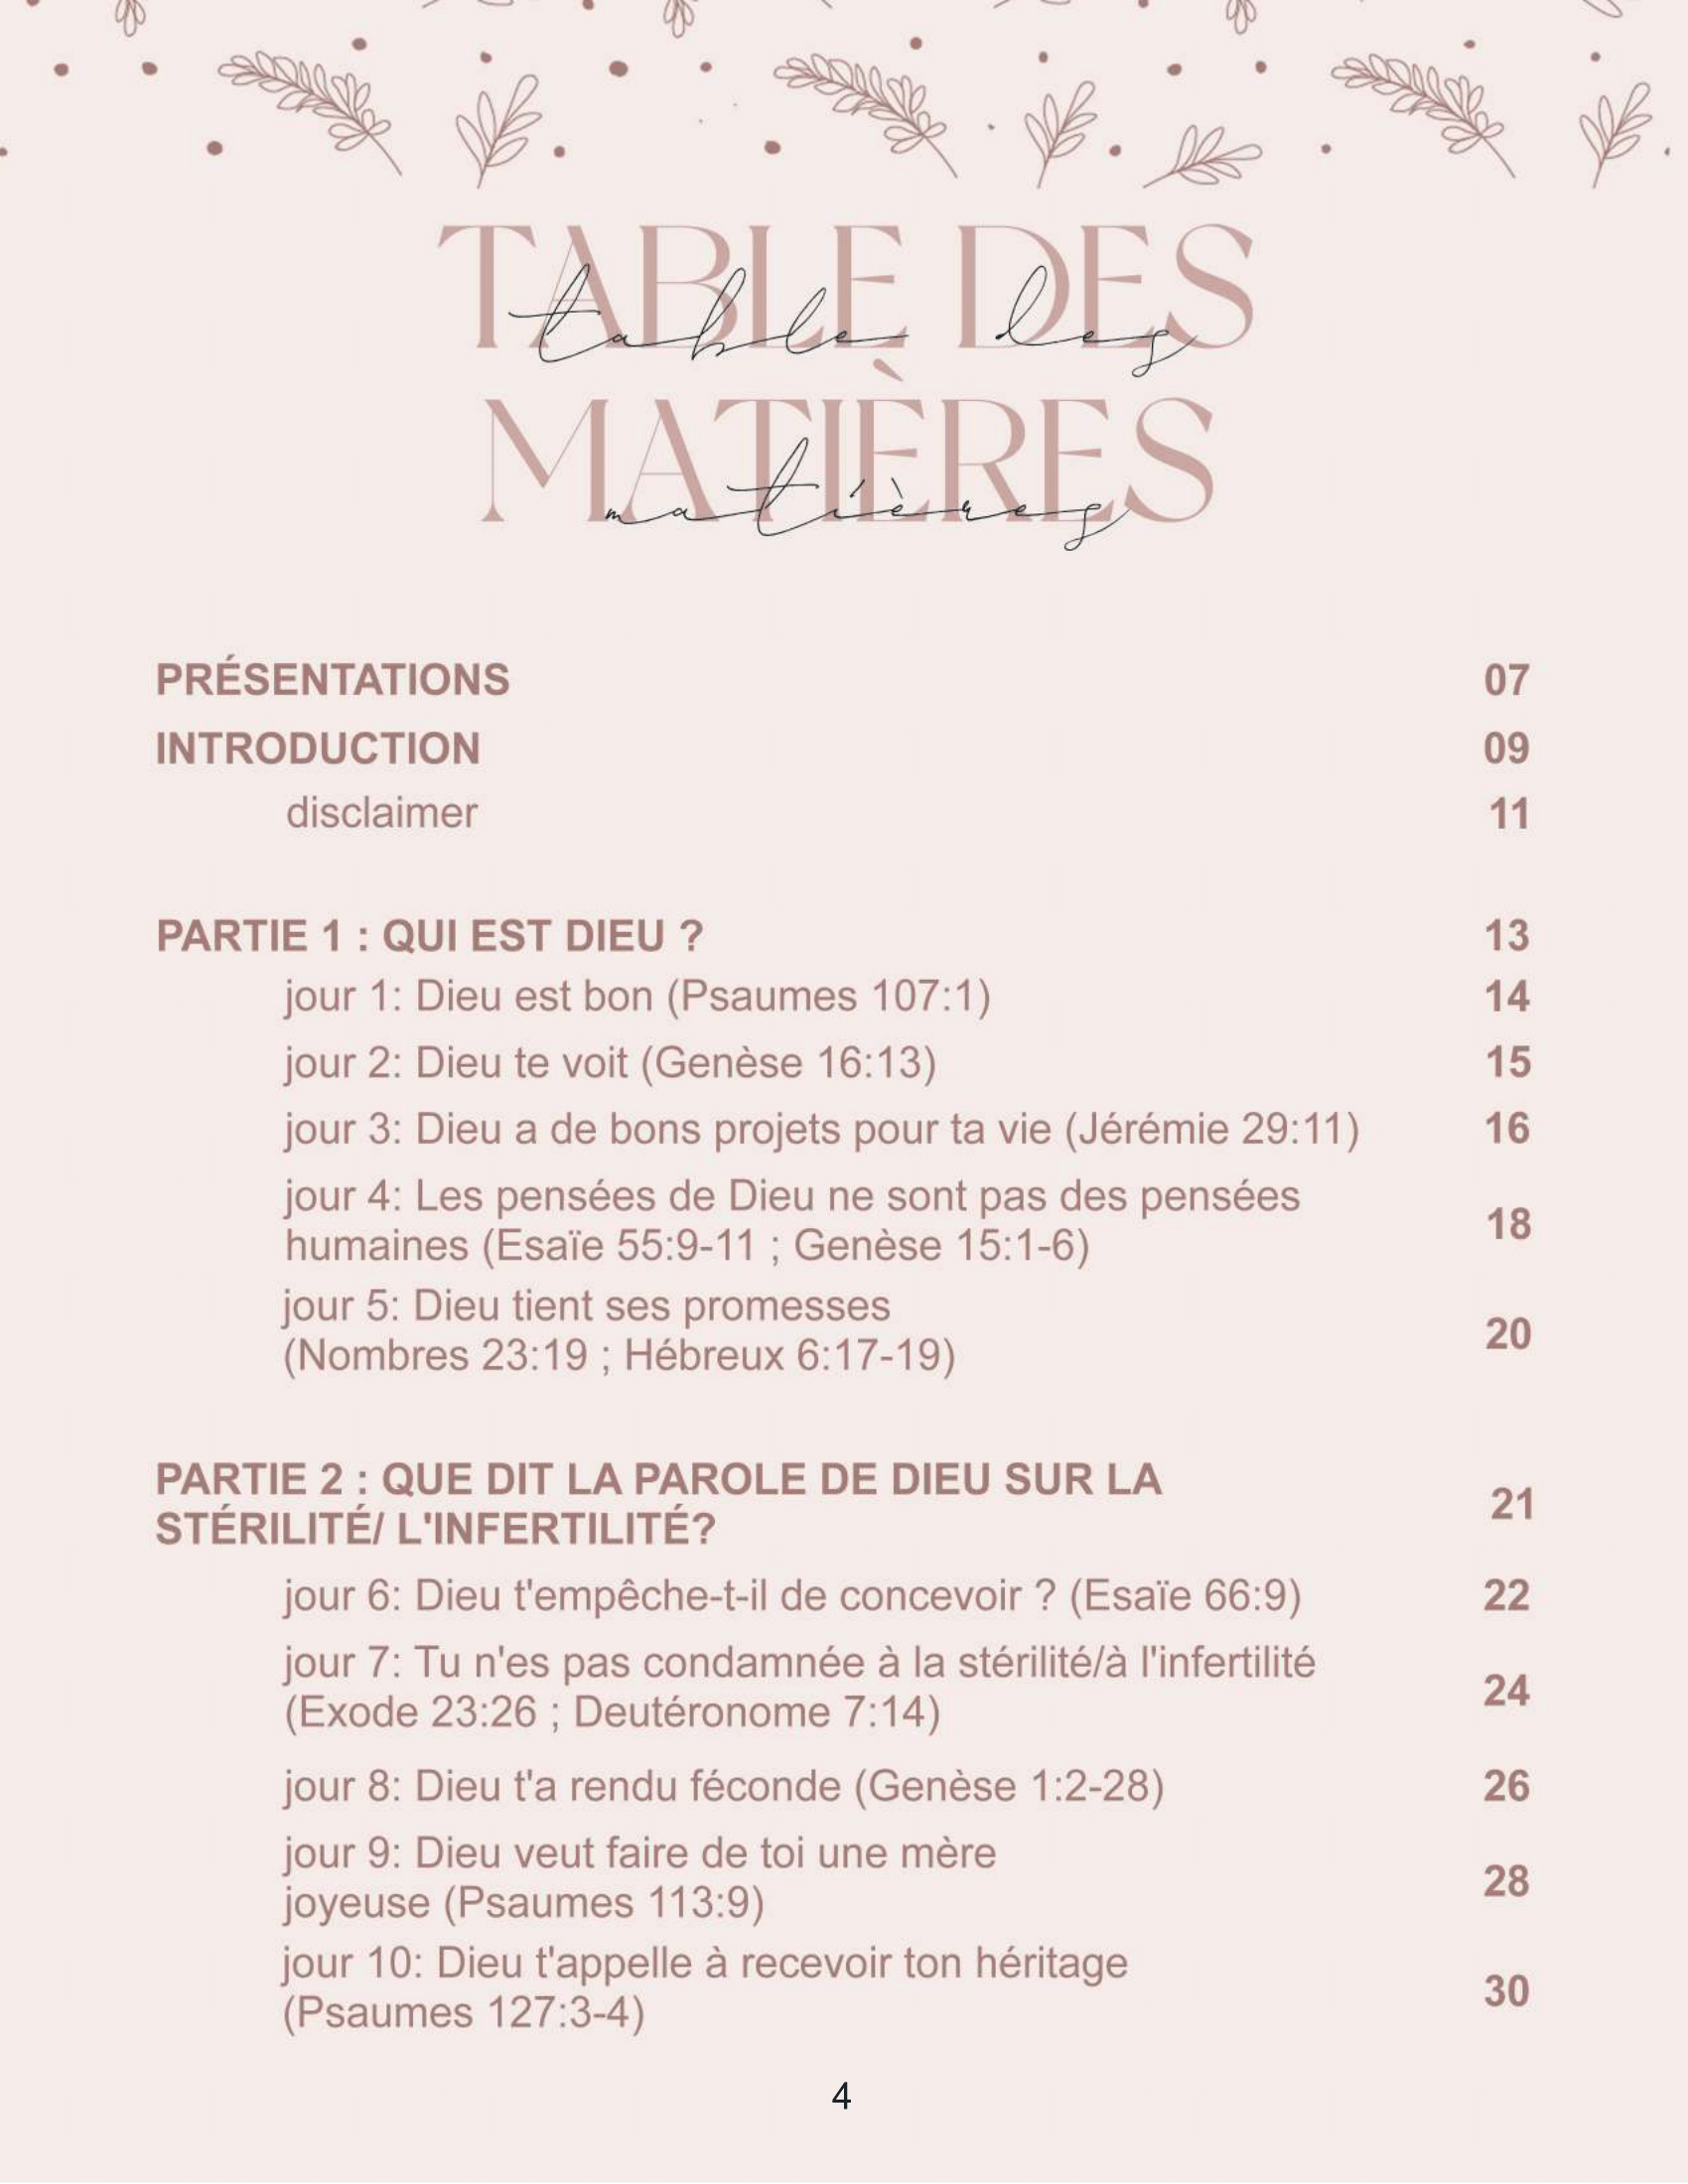 TABLE DES
table des
MATIÈRES
matières
PRÉSENTATIONS 07
INTRODUCTION 09
disclaimer 11
PARTIE 1 : QUI EST DIEU ? 13
jour 1: Dieu est bon (Psaumes 107:1) 14
jour 2: Dieu te voit (Genèse 16:13) 15
jour 3: Dieu a de bons projets pour ta vie (Jérémie 29:11) 16
jour 4: Les pensées de Dieu ne sont pas des pensées
humaines (Esaïe 55:9-11 ; Genèse 15:1-6) 18
jour 5: Dieu tient ses promesses
(Nombres 23:19 ; Hébreux 6:17-19) 20
PARTIE 2 : QUE DIT LA PAROLE DE DIEU SUR LA
STÉRILITÉ/ L'INFERTILITÉ? 21
jour 6: Dieu t'empêche-t-il de concevoir ? (Esaïe 66:9) 22
jour 7: Tu n'es pas condamnée à la stérilité/à l'infertilité
(Exode 23:26 ; Deutéronome 7:14) 24
jour 8: Dieu t'a rendu féconde (Genèse 1:2-28) 26
jour 9: Dieu veut faire de toi une mère
joyeuse (Psaumes 113:9) 28
jour 10: Dieu t'appelle à recevoir ton héritage
(Psaumes 127:3-4) 30
4